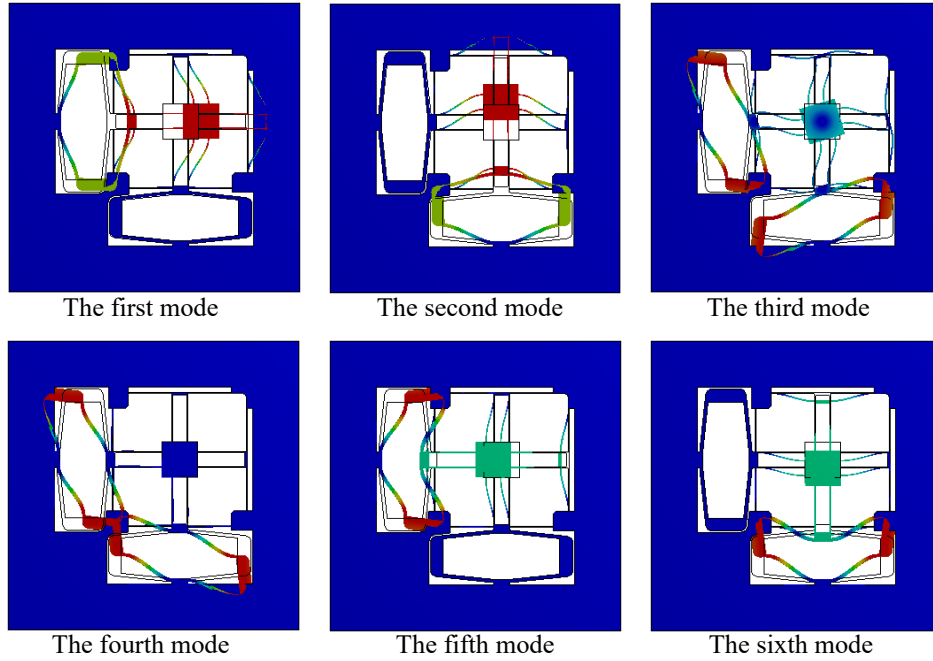 The first mode
The second mode
The third mode
The fourth mode
The fifth mode
The sixth mode